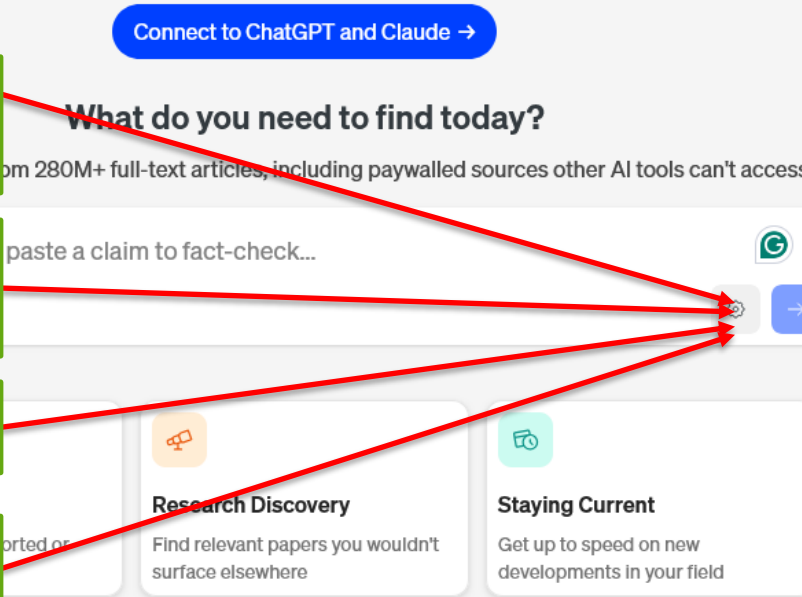 Connect to ChatGPT and Claude →
What do you need to find today?
om 280M+ full-text articles, including paywalled sources other AI tools can't access
paste a claim to fact-check...
Research Discovery
Staying Current
orted or
Find relevant papers you wouldn't
Get up to speed on new
surface elsewhere
developments in your field